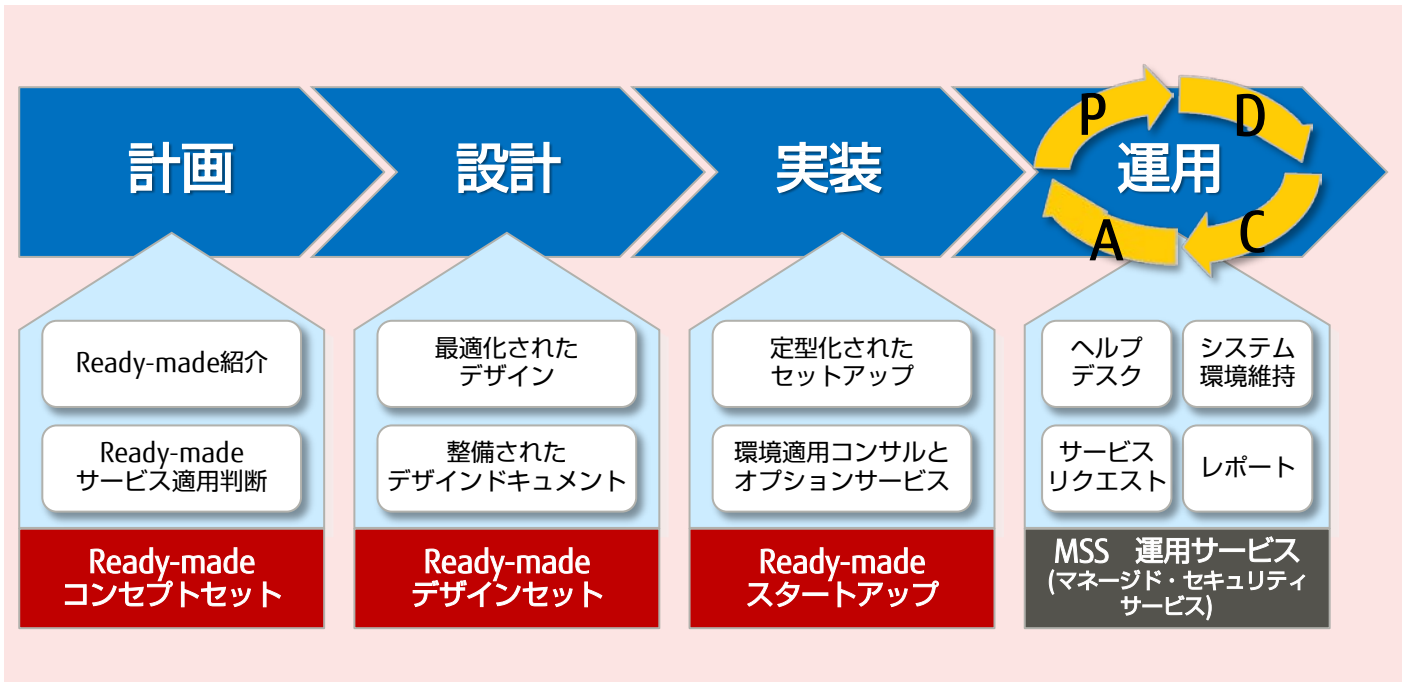 計画
設計
実装
運用
P
D
C
A
Ready-made紹介
Ready-made
サービス適用判断
Ready-made
コンセプトセット
最適化された
デザイン
整備された
デザインドキュメント
Ready-made
デザインセット
定型化された
セットアップ
環境適用コンサルと
オプションサービス
Ready-made
スタートアップ
ヘルプ
デスク
システム
環境維持
サービス
リクエスト
レポート
MSS　運用サービス
(マネージド・セキュリティ
サービス)